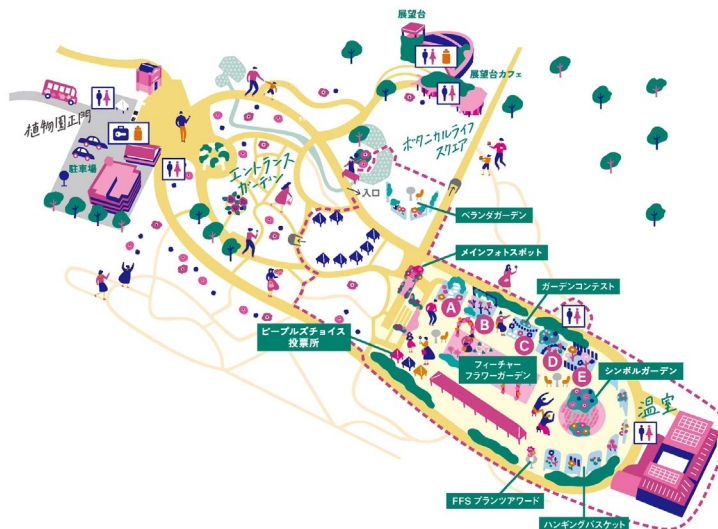 展望台
展望台カフェ
植物園正門
駐車場
エントランス
ガーデン
ボタニカルライフ
スクエア
→入口
ベランダガーデン
メインフォトスポット
ガーデンコンテスト
A
B
C
D
E
ピープルズチョイス
投票所
フィーチャー
フラワーガーデン
シンボルガーデン
温室
FFSプランツアワード
ハンギングバスケット